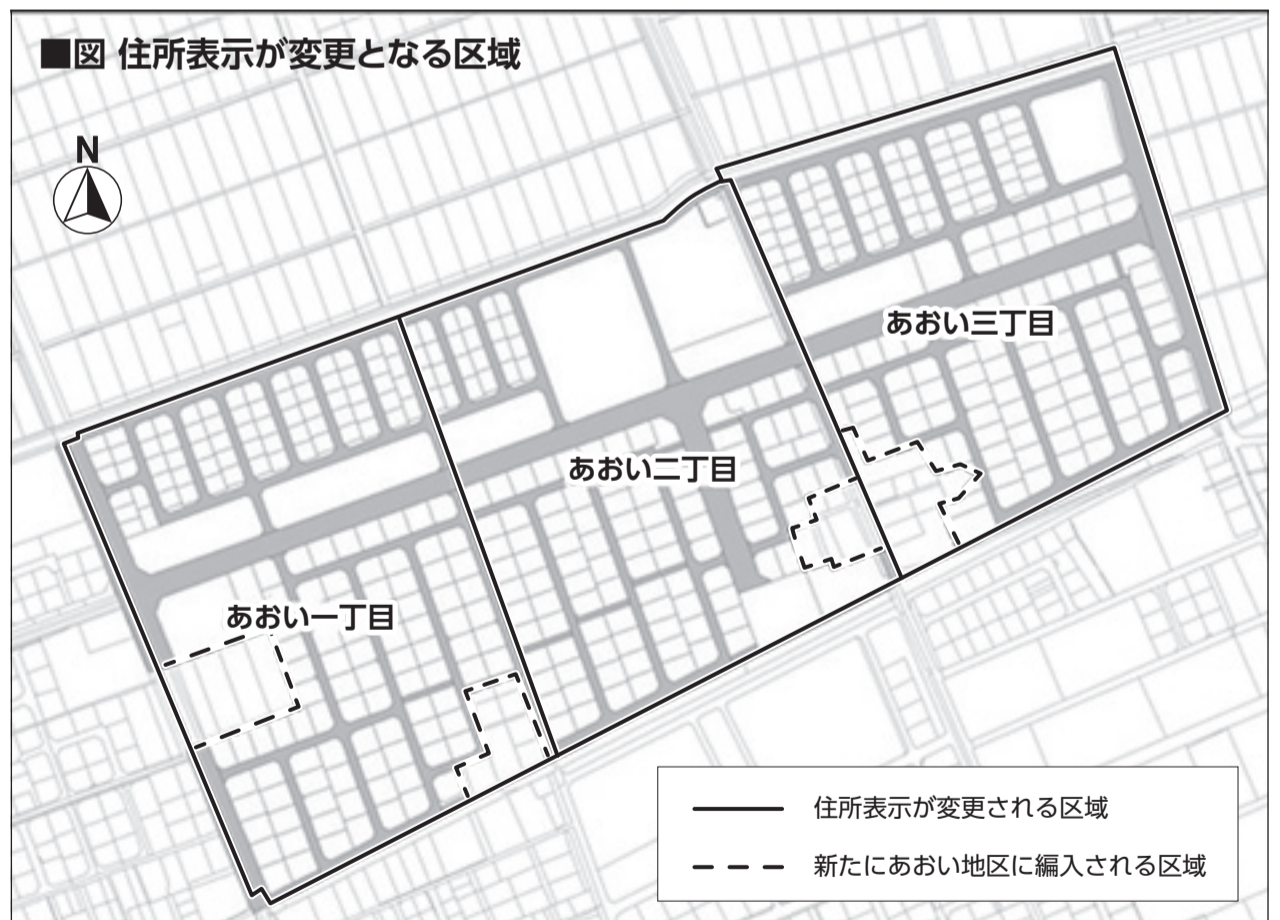 ■図 住所表示が変更となる区域
N
あおい三丁目
あおい二丁目
あおい一丁目
住所表示が変更される区域
新たにあおい地区に編入される区域